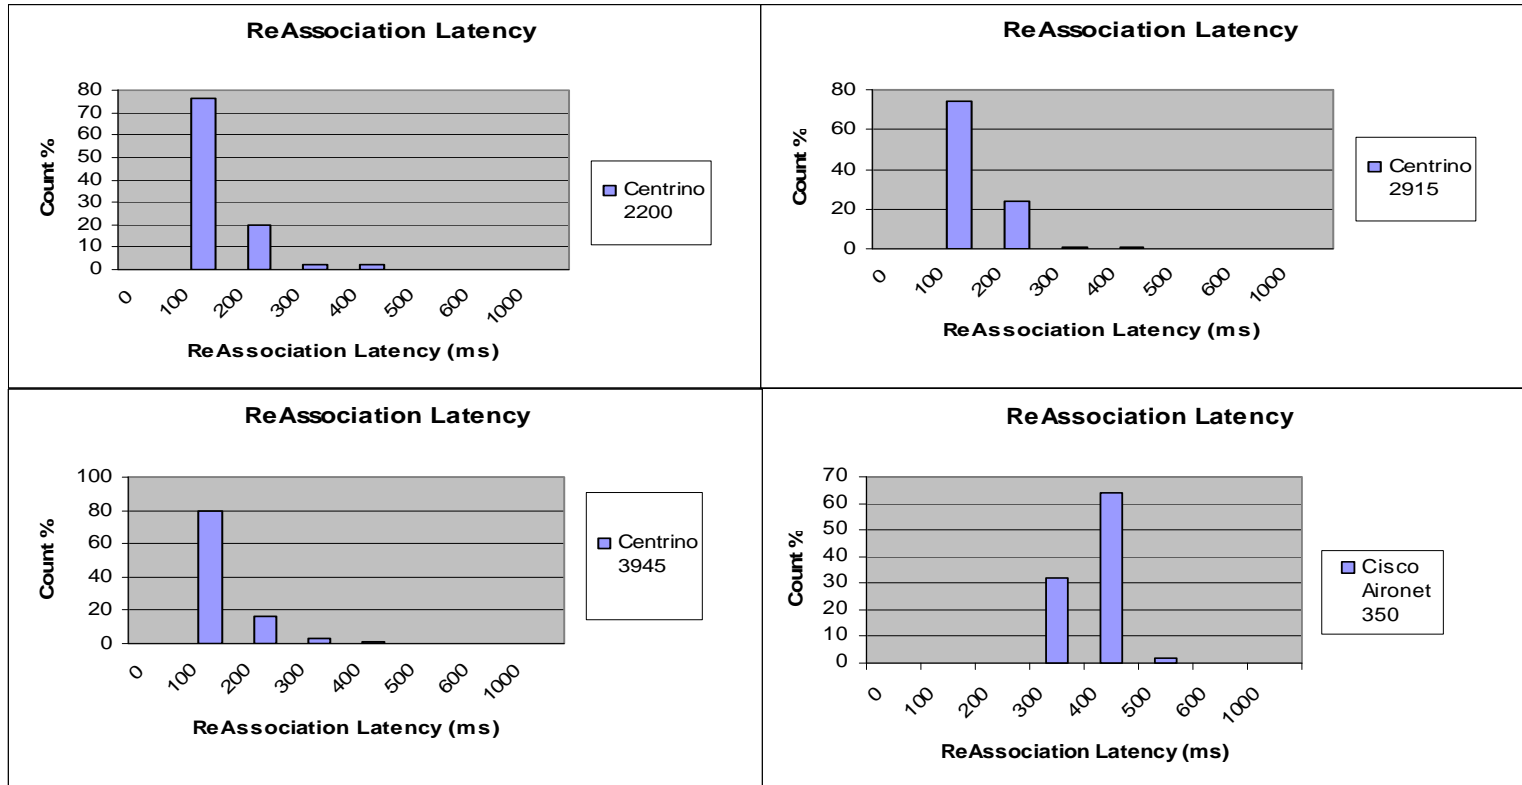 ReAssociation Latency
80
70
60
50
40
30
20
10
0
Count %
0 100 200 300 400 500 600 1000
ReAssociation Latency (ms)
Centrino
2200
ReAssociation Latency
80
60
40
20
0
Count %
0 100 200 300 400 500 600 1000
ReAssociation Latency (ms)
Centrino
2915
ReAssociation Latency
100
80
60
40
20
0
Count %
0 100 200 300 400 500 600 1000
ReAssociation Latency (ms)
Centrino
3945
ReAssociation Latency
70
60
50
40
30
20
10
0
Count %
0 100 200 300 400 500 600 1000
ReAssociation Latency (ms)
Cisco
Aironet
350